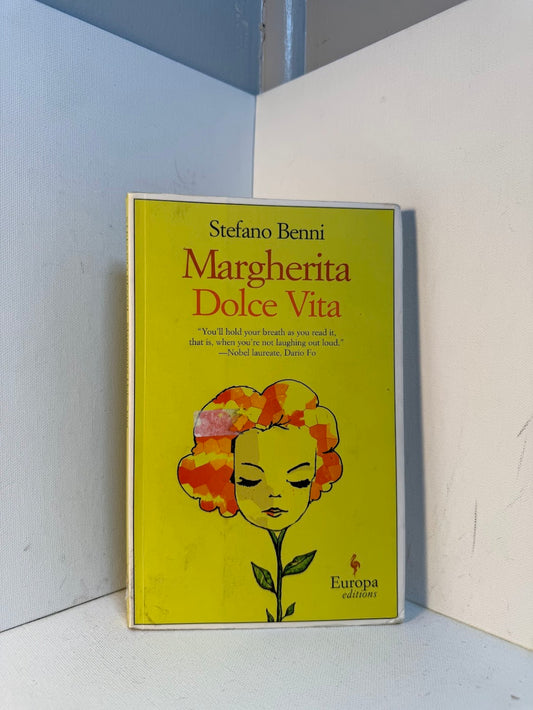 Stefano Benni
Margherita
Dolce Vita
“You’ll hold your breath as you read it,
that is, when you’re not laughing out loud.”
—Nobel laureate, Dario Fo
Europa
editions